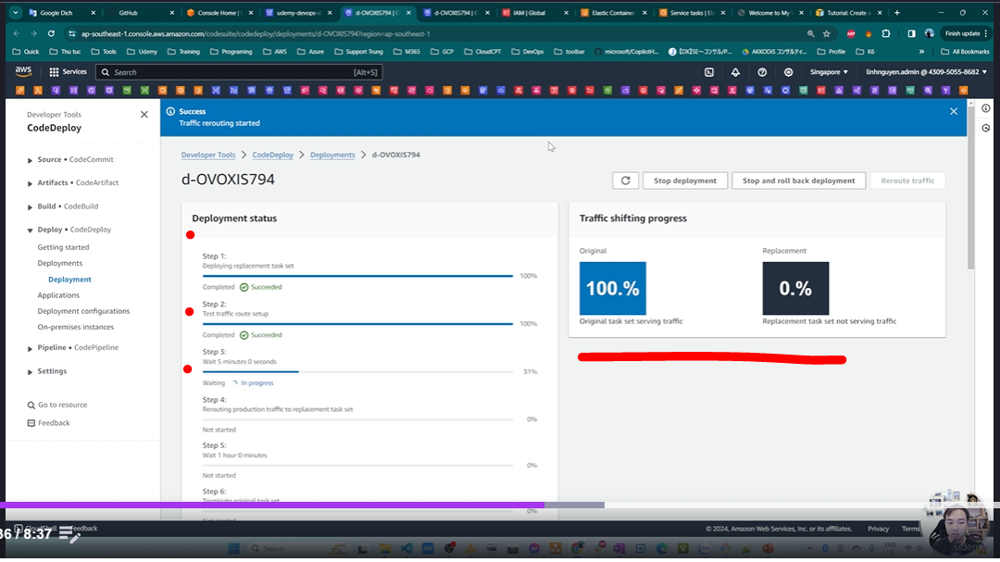 Google Dịch
GitHub
Console Home |
udemy-devops-
d-OVOXIS794 | C
d-OVOXIS794 | C
IAM | Global
Elastic Container
Service tasks | El
Welcome to My
Tutorial: Create a
ap-southeast-1.console.aws.amazon.com/codesuite/codedeploy/deployments/d-OVOXIS794?region=ap-southeast-1
Finish update
Quick
Thu tuc
Tools
Udemy
Training
Programing
AWS
Azure
Support Trung
M365
GCP
CloudCPT
DevOps
toolbar
microsoft/CopilotH...
AKKODIS コンサルティ...
Profile
K6
All Bookmarks
aws
Services
Search
[Alt+S]
Singapore
linhnguyen.admin @ 4309-5055-8682
Developer Tools
CodeDeploy
Source • CodeCommit
Artifacts • CodeArtifact
Build • CodeBuild
Deploy • CodeDeploy
Getting started
Deployments
Deployment
Applications
Deployment configurations
On-premises instances
Pipeline • CodePipeline
Settings
Go to resource
Feedback
Success
Traffic rerouting started
Developer Tools > CodeDeploy > Deployments > d-OVOXIS794
d-OVOXIS794
Stop deployment
Stop and roll back deployment
Reroute traffic
Deployment status
Step 1:
Deploying replacement task set
100%
Completed Succeeded
Step 2:
Test traffic route setup
100%
Completed Succeeded
Step 3:
Wait 5 minutes 0 seconds
31%
Waiting In progress
Step 4:
Rerouting production traffic to replacement task set
0%
Not started
Step 5:
Wait 1 hour 0 minutes
0%
Not started
Step 6:
Terminate original task set
0%
Traffic shifting progress
Original
100.%
Original task set serving traffic
Replacement
0.%
Replacement task set not serving traffic
36 / 8:37
CloudShell
Feedback
© 2024, Amazon Web Services, Inc. or its affiliates.
Privacy
Terms
Search
ENG
udemy